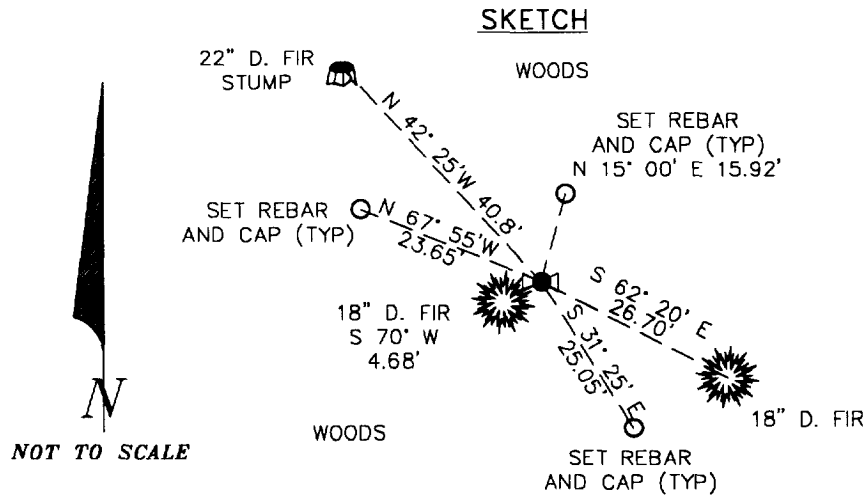 SKETCH
22" D. FIR
STUMP
WOODS
N 42° 25'W 40.8'
SET REBAR
AND CAP (TYP)
N 15° 00' E 15.92'
SET REBAR
AND CAP (TYP)
N 67° 55'W
23.65'
18" D. FIR
S 70° W
4.68'
S 62° 20' E
26.70'
S 31° 25' E
25.05'
18" D. FIR
N
NOT TO SCALE
WOODS
SET REBAR
AND CAP (TYP)